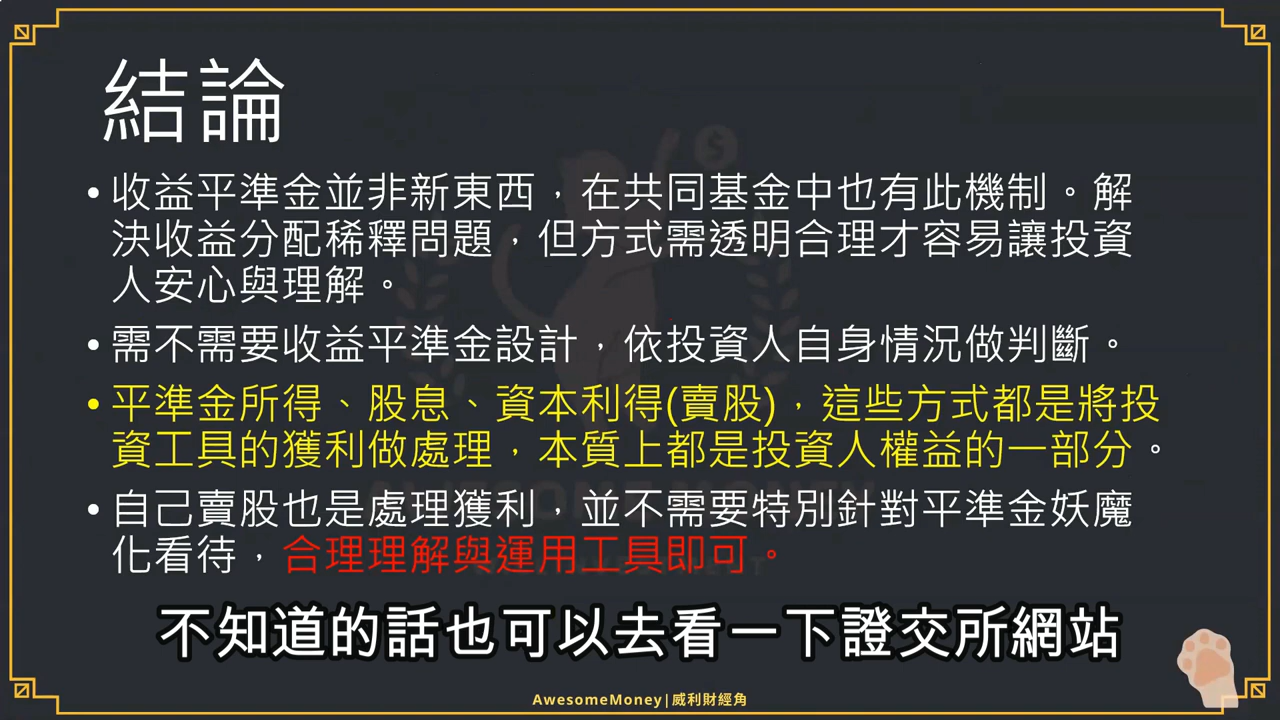 結論
• 收益平準金並非新東西，在共同基金中也有此機制。解
決收益分配稀釋問題，但方式需透明合理才容易讓投資
人安心與理解。
• 需不需要收益平準金設計，依投資人自身情況做判斷。
• 平準金所得、股息、資本利得(賣股)，這些方式都是將投
資工具的獲利做處理，本質上都是投資人權益的一部分。
• 自己賣股也是處理獲利，並不需要特別針對平準金妖魔
化看待，合理理解與運用工具即可。
不知道的話也可以去看一下證交所網站
AwesomeMoney|威利財經角